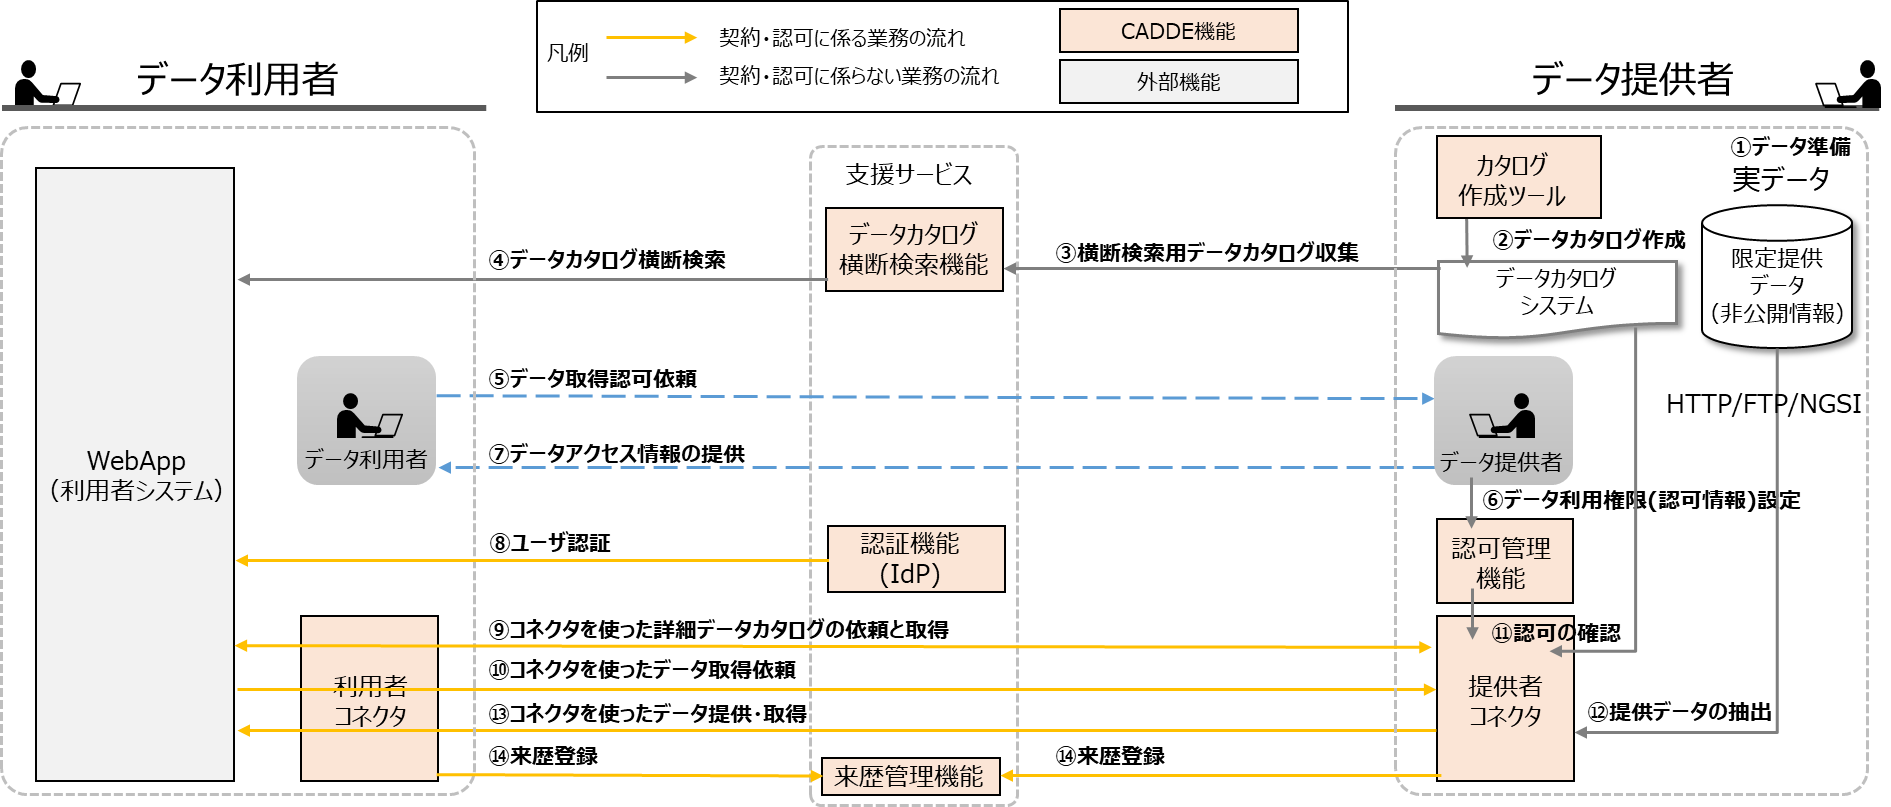 凡例
契約・認可に係る業務の流れ
契約・認可に係らない業務の流れ
CADDE機能
外部機能
データ利用者
データ提供者
支援サービス
①データ準備
実データ
カタログ
作成ツール
データカタログ
横断検索機能
②データカタログ作成
③横断検索用データカタログ収集
④データカタログ横断検索
データカタログ
システム
限定提供
データ
（非公開情報）
⑤データ取得認可依頼
HTTP/FTP/NGSI
WebApp
（利用者システム）
データ利用者
⑦データアクセス情報の提供
データ提供者
⑥データ利用権限(認可情報)設定
⑧ユーザ認証
認証機能
(IdP)
認可管理
機能
⑨コネクタを使った詳細データカタログの依頼と取得
⑪認可の確認
⑩コネクタを使ったデータ取得依頼
利用者
コネクタ
提供者
コネクタ
⑬コネクタを使ったデータ提供・取得
⑫提供データの抽出
⑭来歴登録
来歴管理機能
⑭来歴登録